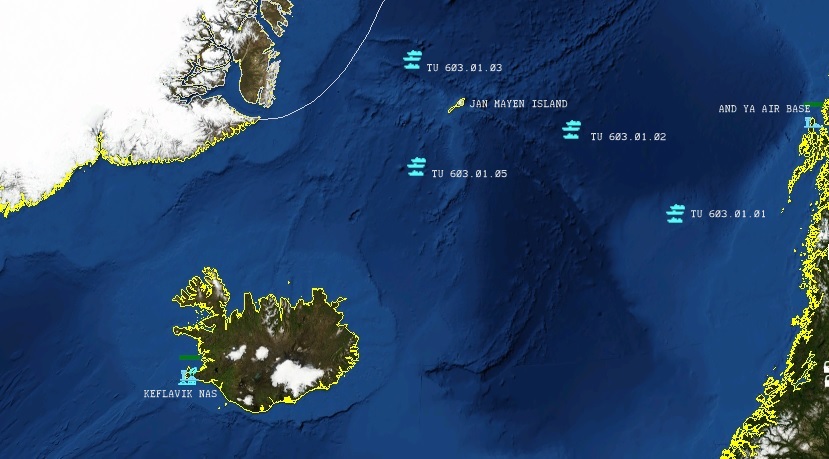 TU 603.01.03
JAN MAYEN ISLAND
AND YA AIR BASE
TU 603.01.02
TU 603.01.05
TU 603.01.01
KEFLAVIK NAS